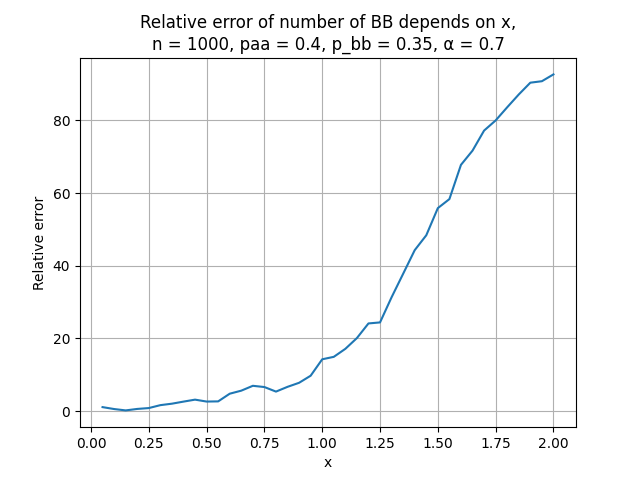 Relative error of number of BB depends on x,
n = 1000, paa = 0.4, p_bb = 0.35, α = 0.7
Relative error
80
60
40
20
0
0.00 0.25 0.50 0.75 1.00 1.25 1.50 1.75 2.00
x